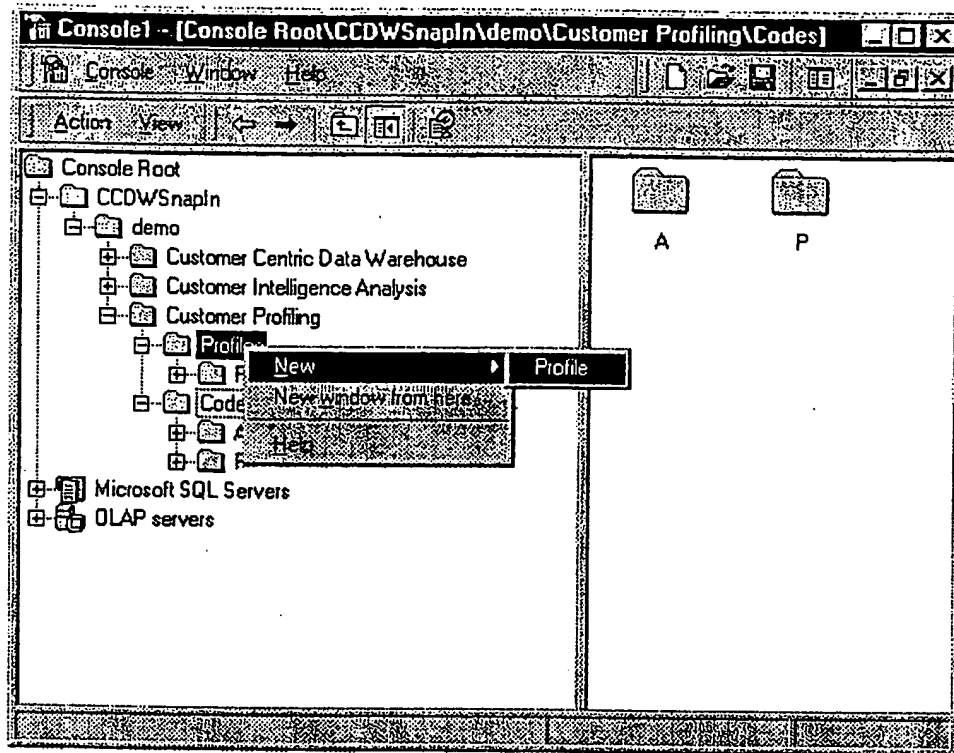 Console1 - [Console Root\CCDWSnapIn\demo\Customer Profiling\Codes]
Console Window Help
Action View
Console Root
CCDWSnapIn
demo
Customer Centric Data Warehouse
Customer Intelligence Analysis
Customer Profiling
New
Profile
New window from here...
Help
Microsoft SQL Servers
OLAP servers
A
P